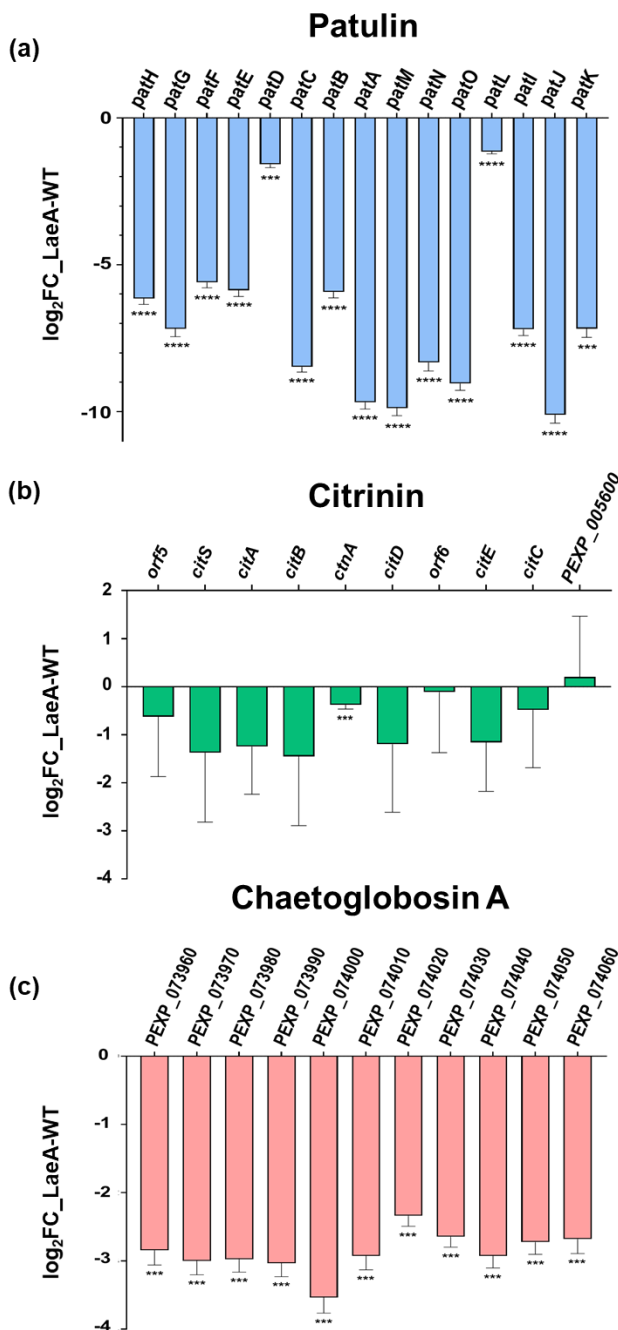 Patulin
(a)
patH patG patF patE patD patC patB patA patM patN patO patL patI patJ patK
0
-5
-10
log₂FC_LaeA-WT
**** **** **** **** *** **** **** **** **** **** **** **** **** **** ***
(b)
Citrinin
orf5 citS citA citB ctnA citD orf6 citE citC PEXP_005600
2
1
0
-1
-2
-3
-4
log₂FC_LaeA-WT
***
Chaetoglobosin A
(c)
PEXP_073960 PEXP_073970 PEXP_073980 PEXP_073990 PEXP_074000 PEXP_074010 PEXP_074020 PEXP_074030 PEXP_074040 PEXP_074050 PEXP_074060
0
-1
-2
-3
-4
log₂FC_LaeA-WT
*** *** *** *** *** *** *** *** *** *** ***